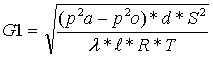 G1 = √((p²a − p²o) * d * S² / λ * ℓ * R * T)